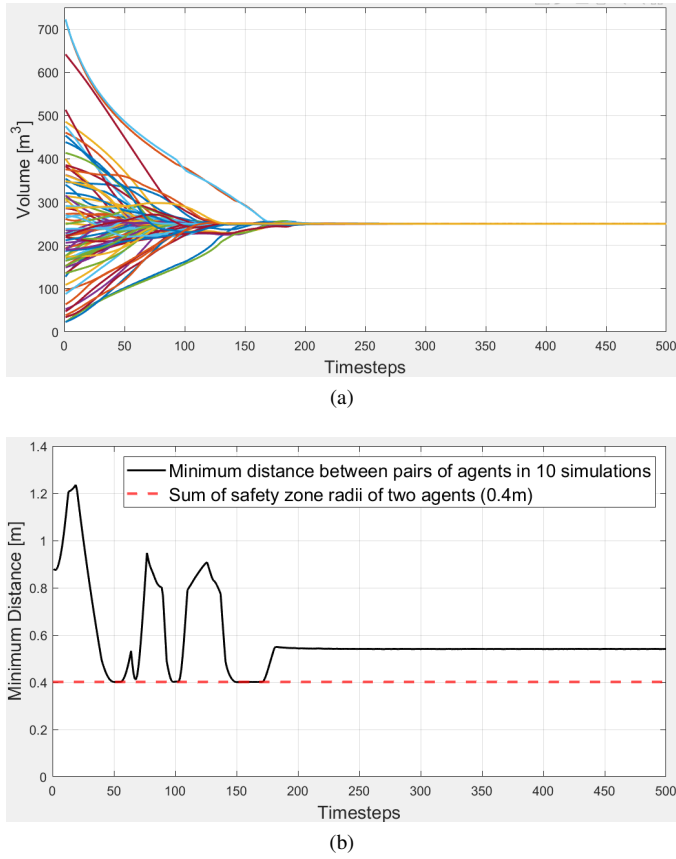 700
600
500
400
300
200
100
0
Volume [m³]
0 50 100 150 200 250 300 350 400 450 500
Timesteps
(a)
1.4
1.2
1
0.8
0.6
0.4
0.2
0
Minimum Distance [m]
Minimum distance between pairs of agents in 10 simulations
Sum of safety zone radii of two agents (0.4m)
0 50 100 150 200 250 300 350 400 450 500
Timesteps
(b)